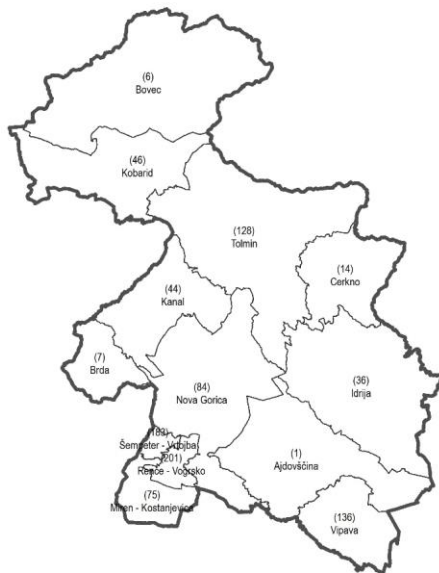 (6)
Bovec
(46)
Kobarid
(128)
Tolmin
(14)
Cerkno
(44)
Kanal
(7)
Brda
(84)
Nova Gorica
(36)
Idrija
(183)
Šempeter - Vrtojba
(201)
Renče - Vogrsko
(1)
Ajdovščina
(75)
Miren - Kostanjevica
(136)
Vipava